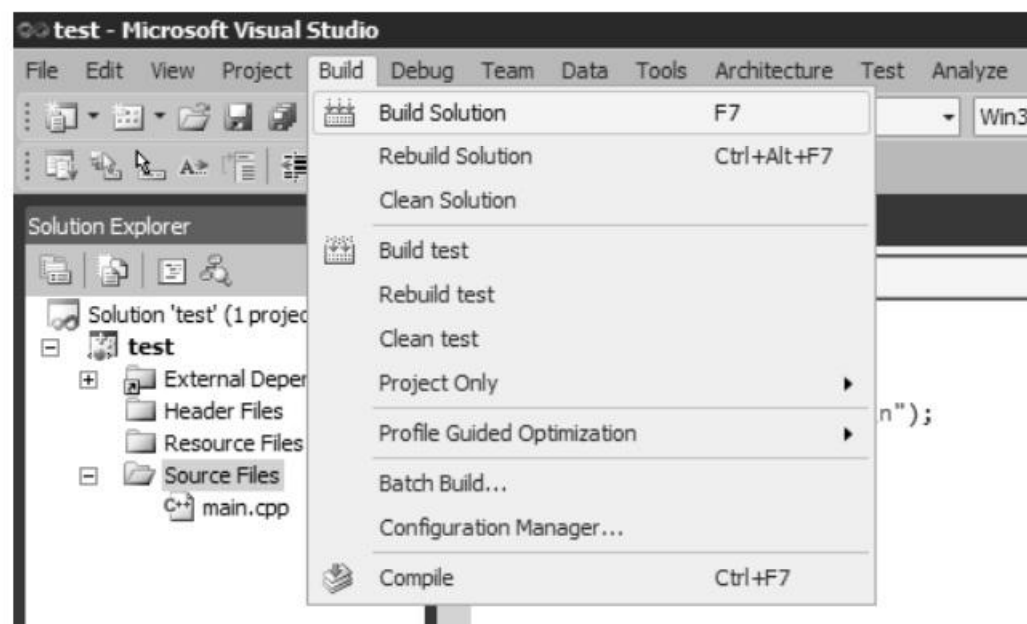 test - Microsoft Visual Studio
File Edit View Project Build Debug Team Data Tools Architecture Test Analyze
Build Solution F7
Win3
Rebuild Solution Ctrl+Alt+F7
Clean Solution
Solution Explorer
Build test
Rebuild test
Solution 'test' (1 projec
Clean test
test
External Deper
Project Only
Header Files
n");
Resource Files
Profile Guided Optimization
Source Files
Batch Build...
main.cpp
Configuration Manager...
Compile Ctrl+F7